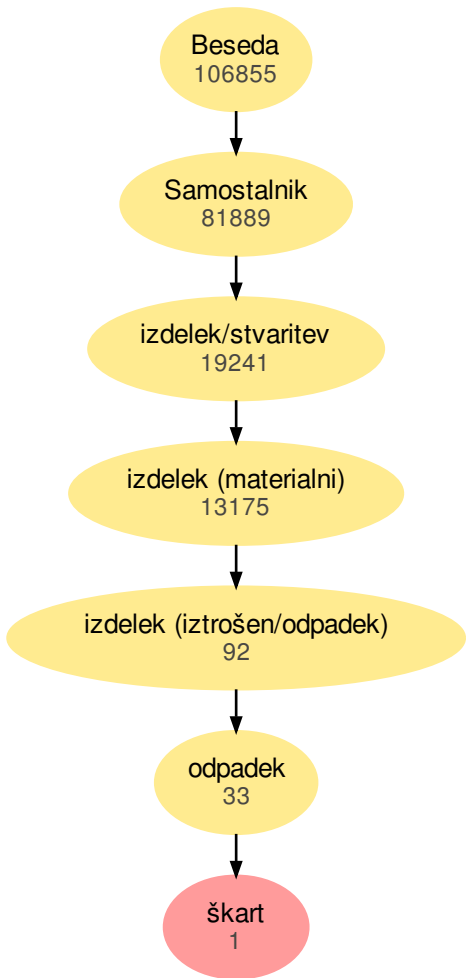 Beseda
106855
Samostalnik
81889
izdelek/stvaritev
19241
izdelek (materialni)
13175
izdelek (iztrošen/odpadek)
92
odpadek
33
škart
1